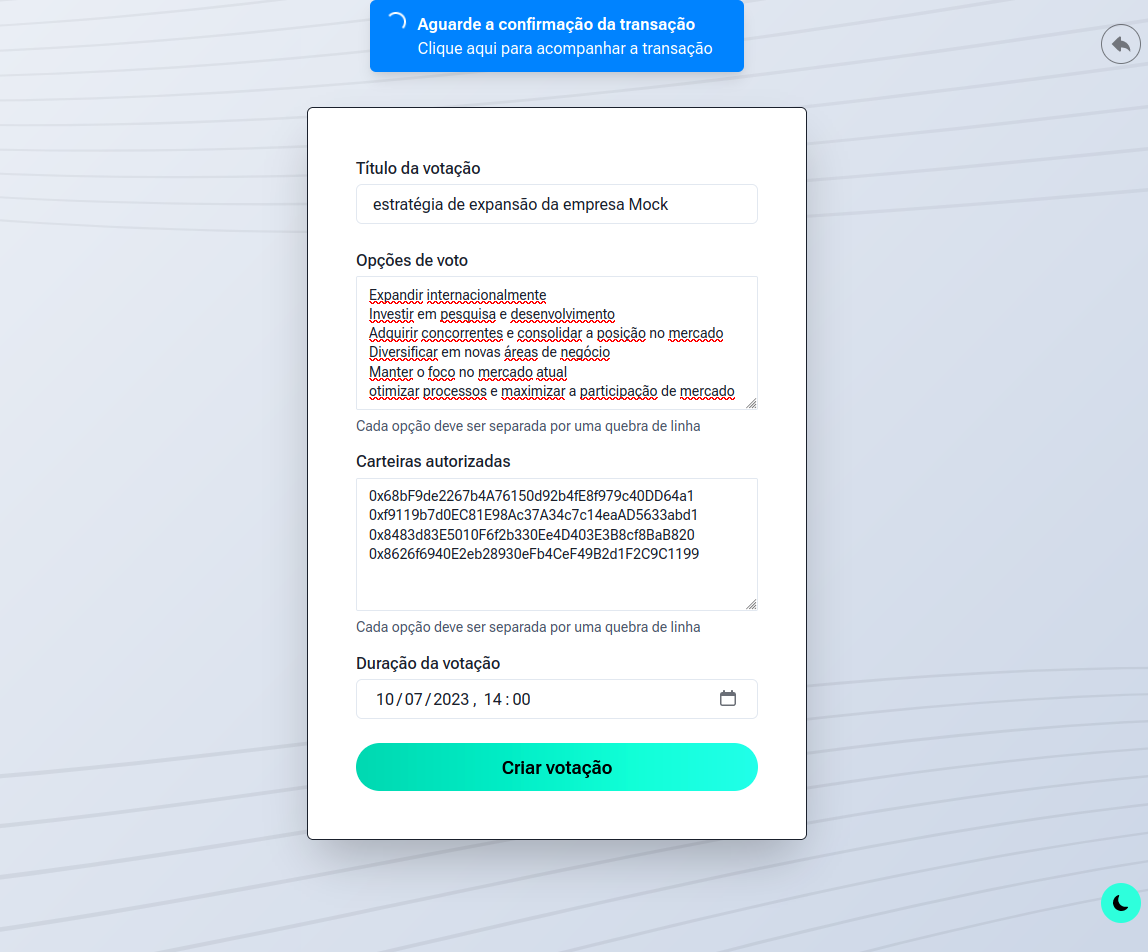 Aguarde a confirmação da transação
Clique aqui para acompanhar a transação
Título da votação
estratégia de expansão da empresa Mock
Opções de voto
Expandir internacionalmente
Investir em pesquisa e desenvolvimento
Adquirir concorrentes e consolidar a posição no mercado
Diversificar em novas áreas de negócio
Manter o foco no mercado atual
otimizar processos e maximizar a participação de mercado
Cada opção deve ser separada por uma quebra de linha
Carteiras autorizadas
0x68bF9de2267b4A76150d92b4fE8f979c40DD64a1
0xf9119b7d0EC81E98Ac37A34c7c14eaAD5633abd1
0x8483d83E5010F6f2b330Ee4D403E3B8cf8BaB820
0x8626f6940E2eb28930eFb4CeF49B2d1F2C9C1199
Cada opção deve ser separada por uma quebra de linha
Duração da votação
10/07/2023, 14:00
Criar votação